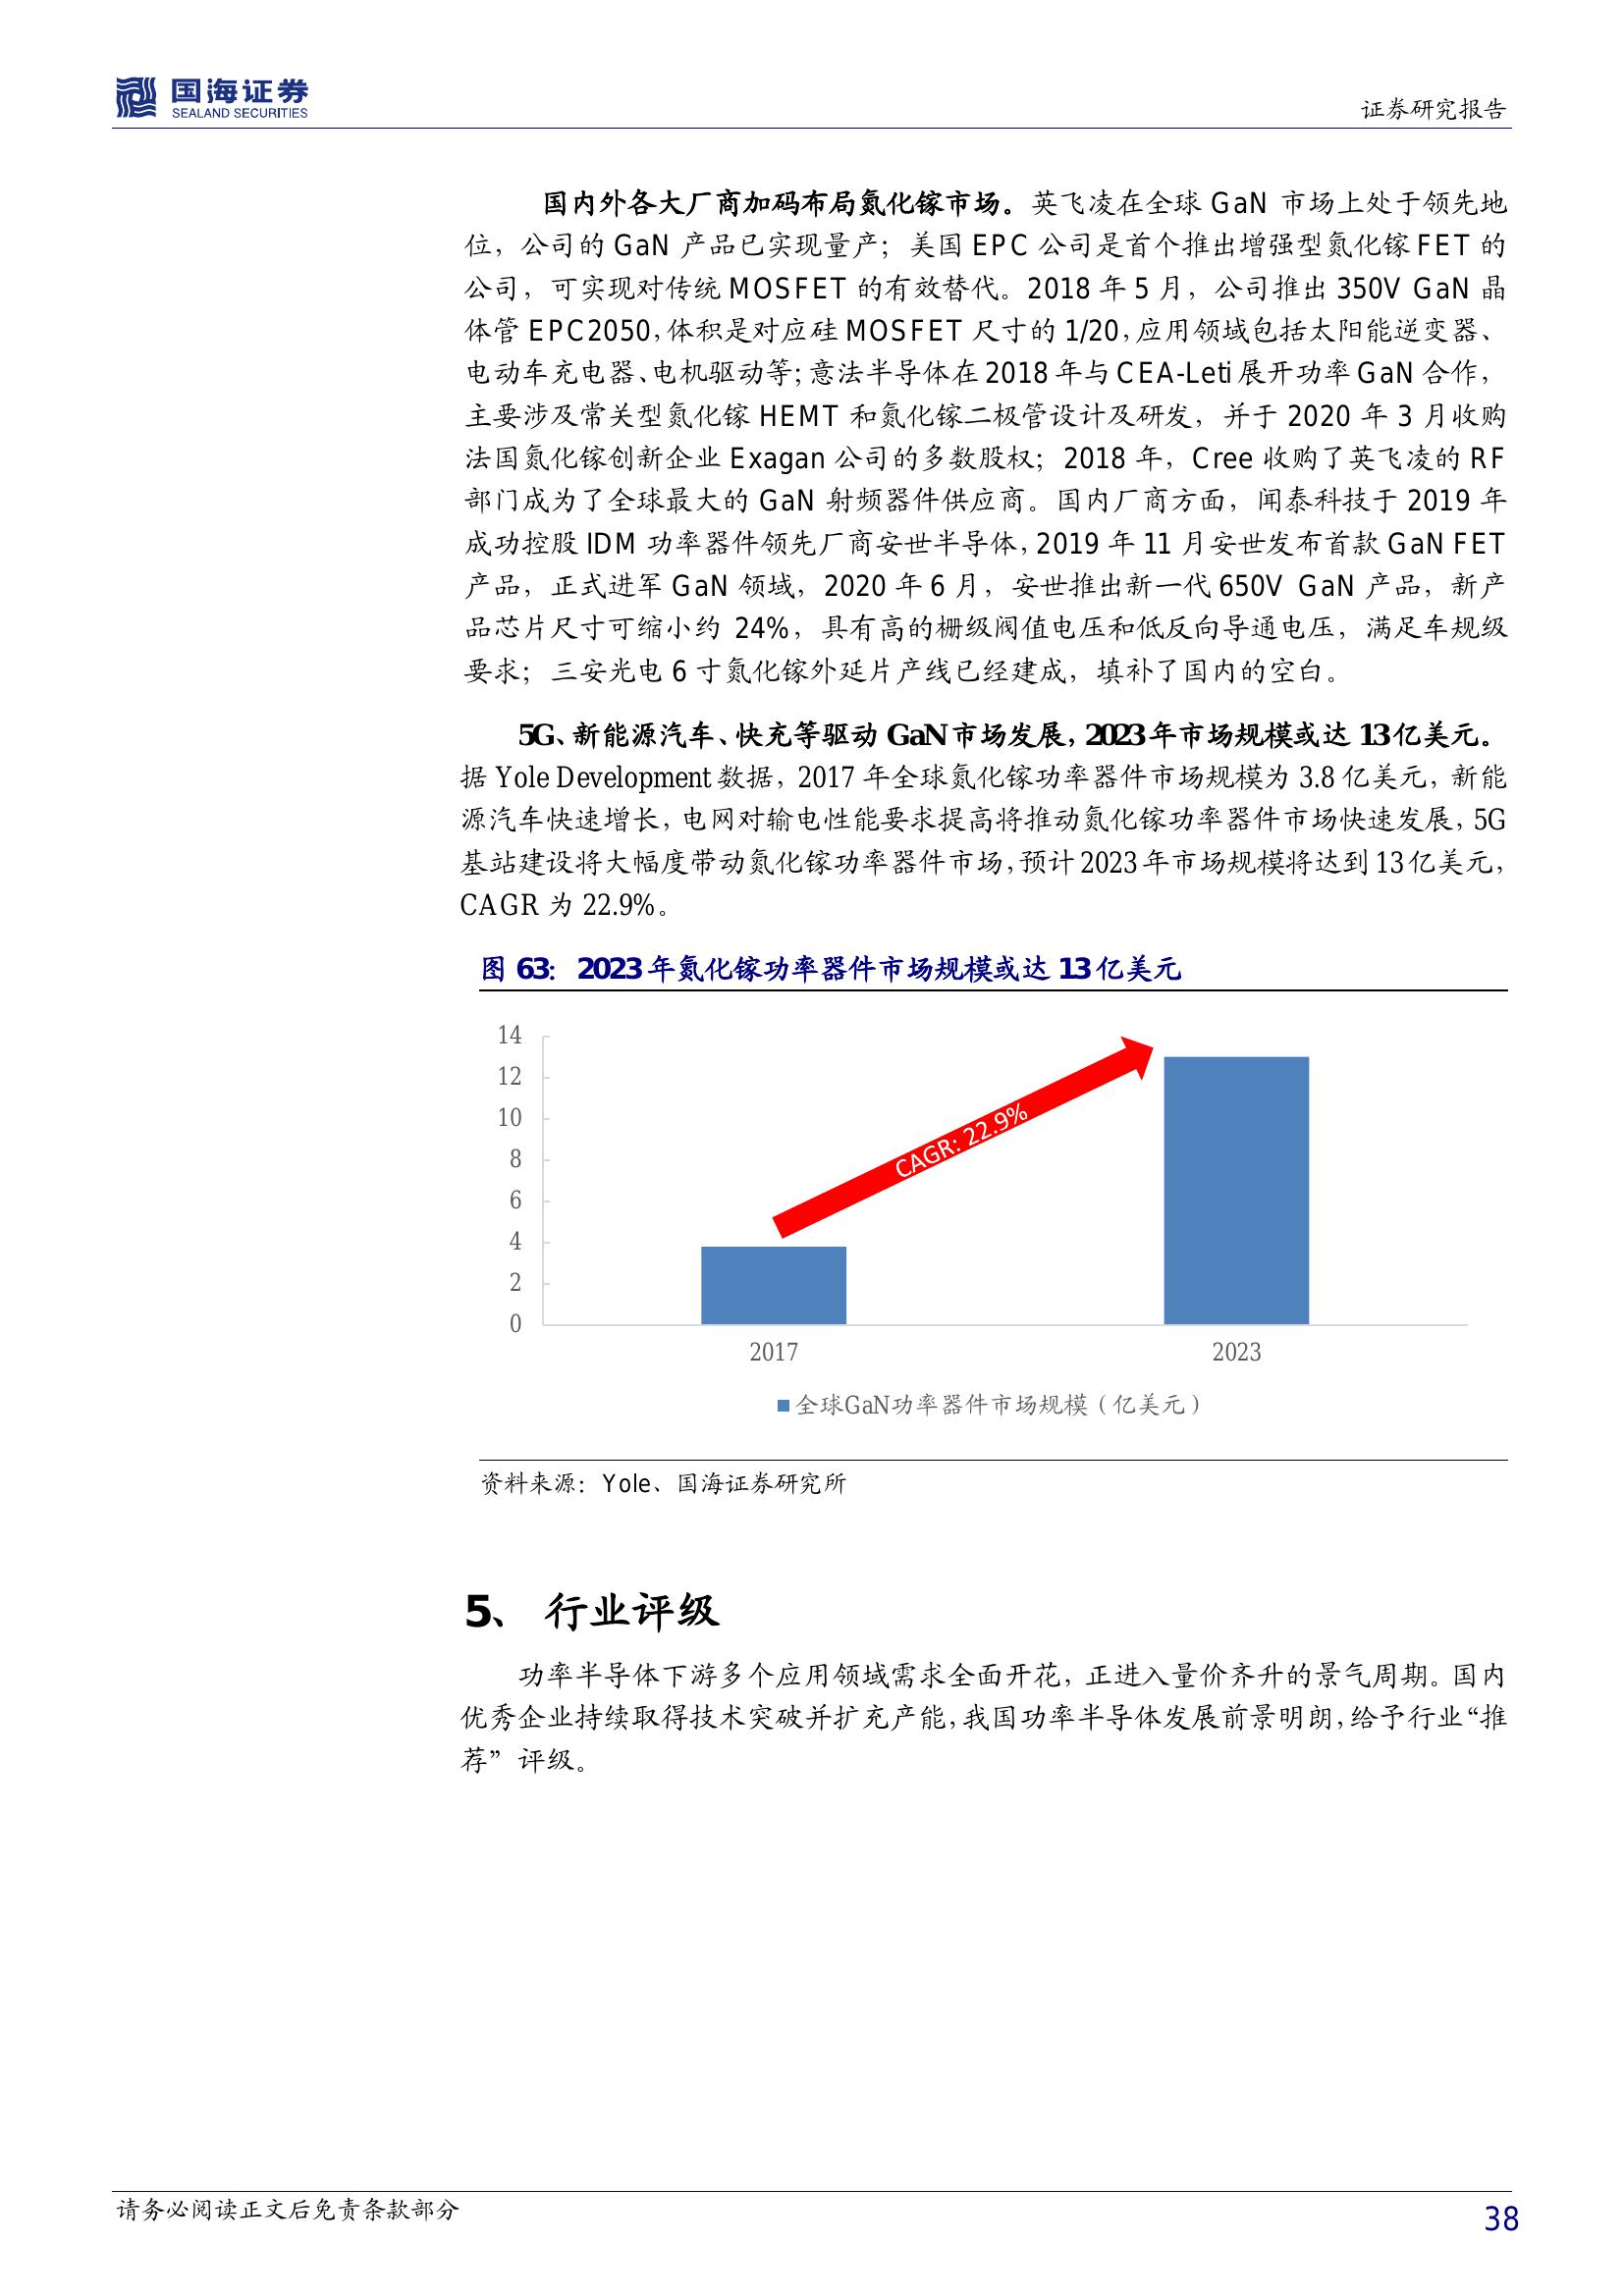 国海证券
SEALAND SECURITIES
证券研究报告
国内外各大厂商加码布局氮化镓市场。英飞凌在全球 GaN 市场上处于领先地
位，公司的 GaN 产品已实现量产；美国 EPC 公司是首个推出增强型氮化镓 FET 的
公司，可实现对传统 MOSFET 的有效替代。2018 年 5 月，公司推出 350V GaN 晶
体管 EPC2050，体积是对应硅 MOSFET 尺寸的 1/20，应用领域包括太阳能逆变器、
电动车充电器、电机驱动等；意法半导体在 2018 年与 CEA-Leti 展开功率 GaN 合作，
主要涉及常关型氮化镓 HEMT 和氮化镓二极管设计及研发，并于 2020 年 3 月收购
法国氮化镓创新企业 Exagan 公司的多数股权；2018 年，Cree 收购了英飞凌的 RF
部门成为了全球最大的 GaN 射频器件供应商。国内厂商方面，闻泰科技于 2019 年
成功控股 IDM 功率器件领先厂商安世半导体，2019 年 11 月安世发布首款 GaN FET
产品，正式进军 GaN 领域，2020 年 6 月，安世推出新一代 650V GaN 产品，新产
品芯片尺寸可缩小约 24%，具有高的栅级阀值电压和低反向导通电压，满足车规级
要求；三安光电 6 寸氮化镓外延片产线已经建成，填补了国内的空白。
5G、新能源汽车、快充等驱动 GaN 市场发展，2023 年市场规模或达 13 亿美元。
据 Yole Development 数据，2017 年全球氮化镓功率器件市场规模为 3.8 亿美元，新能
源汽车快速增长，电网对输电性能要求提高将推动氮化镓功率器件市场快速发展，5G
基站建设将大幅度带动氮化镓功率器件市场，预计 2023 年市场规模将达到 13 亿美元，
CAGR 为 22.9%。
图 63：2023 年氮化镓功率器件市场规模或达 13 亿美元
14
12
10
8
6
4
2
0
CAGR: 22.9%
2017
2023
全球GaN功率器件市场规模（亿美元）
资料来源：Yole、国海证券研究所
5、 行业评级
功率半导体下游多个应用领域需求全面开花，正进入量价齐升的景气周期。国内
优秀企业持续取得技术突破并扩充产能，我国功率半导体发展前景明朗，给予行业“推
荐”评级。
请务必阅读正文后免责条款部分
38